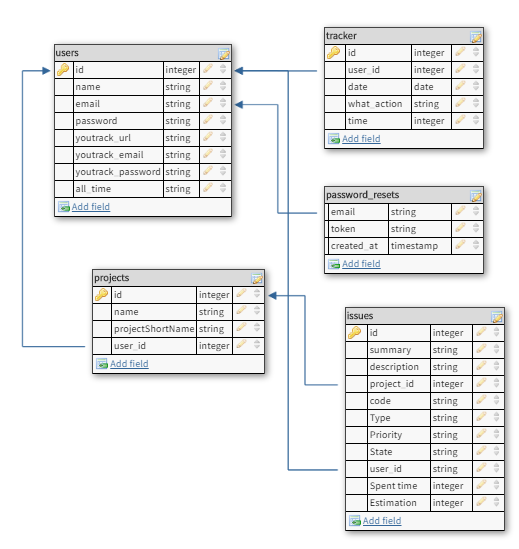 users
id integer
name string
email string
password string
youtrack_url string
youtrack_email string
youtrack_password string
all_time string
Add field
tracker
id integer
user_id integer
date date
what_action string
time integer
Add field
password_resets
email string
token string
created_at timestamp
Add field
projects
id integer
name string
projectShortName string
user_id integer
Add field
issues
id integer
summary string
description string
project_id integer
code string
Type string
Priority string
State string
user_id string
Spent time integer
Estimation integer
Add field